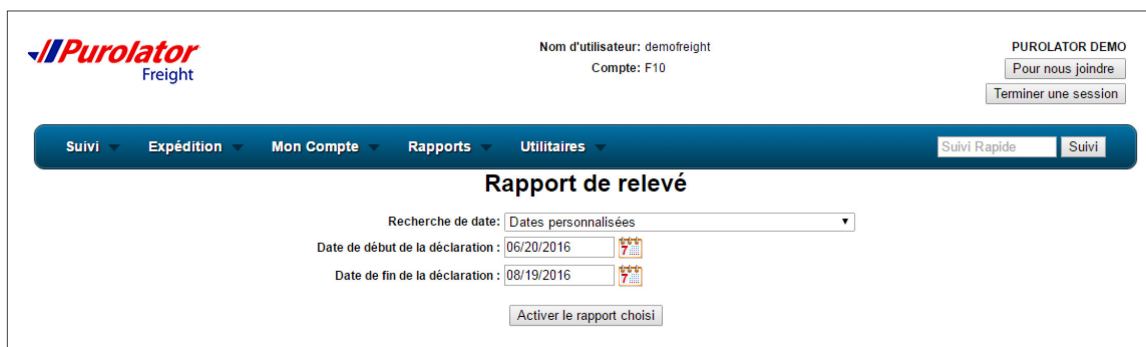 Purolator
Freight
Nom d'utilisateur: demofreight
Compte: F10
PUROLATOR DEMO
Pour nous joindre
Terminer une session
Suivi Expédition Mon Compte Rapports Utilitaires Suivi Rapide Suivi
Rapport de relevé
Recherche de date: Dates personnalisées
Date de début de la déclaration : 06/20/2016 7
Date de fin de la déclaration : 08/19/2016 7
Activer le rapport choisi